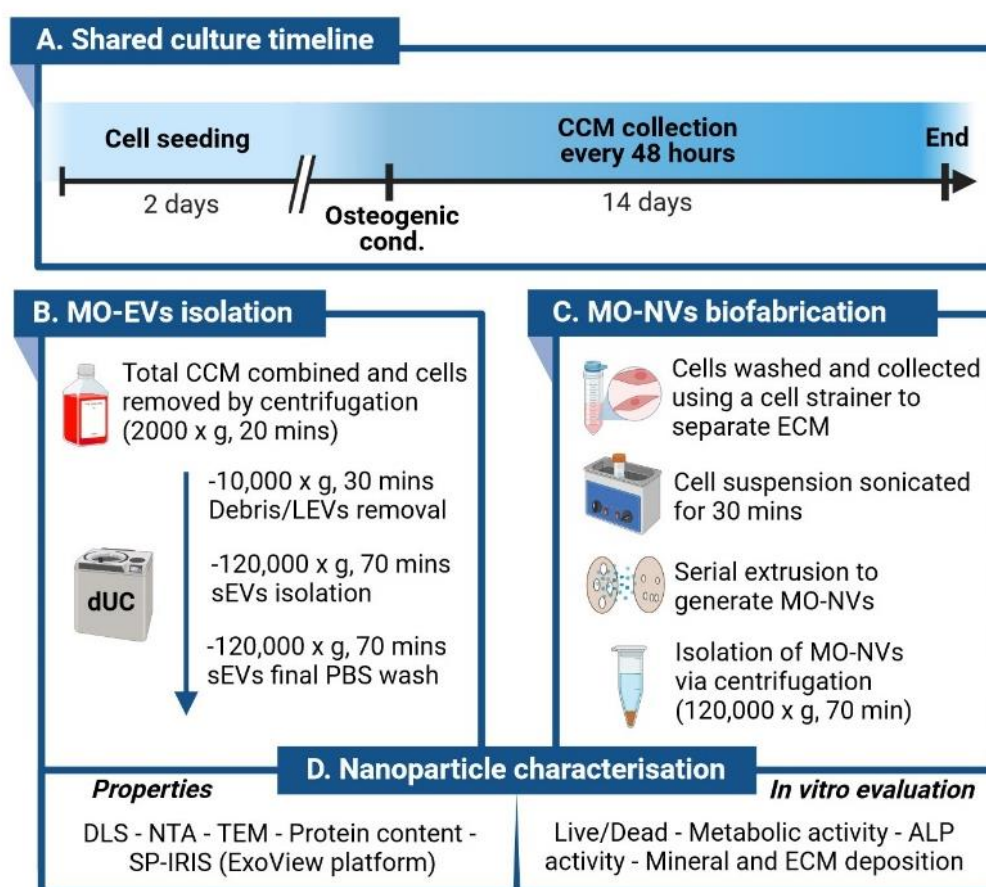 A. Shared culture timeline
Cell seeding
CCM collection
every 48 hours
End
2 days
Osteogenic
cond.
14 days
B. MO-EVs isolation
Total CCM combined and cells
removed by centrifugation
(2000 x g, 20 mins)
-10,000 x g, 30 mins
Debris/LEVs removal
dUC
-120,000 x g, 70 mins
sEVs isolation
-120,000 x g, 70 mins
sEVs final PBS wash
C. MO-NVs biofabrication
Cells washed and collected
using a cell strainer to
separate ECM
Cell suspension sonicated
for 30 mins
Serial extrusion to
generate MO-NVs
Isolation of MO-NVs
via centrifugation
(120,000 x g, 70 min)
D. Nanoparticle characterisation
Properties
DLS - NTA - TEM - Protein content -
SP-IRIS (ExoView platform)
In vitro evaluation
Live/Dead - Metabolic activity - ALP
activity - Mineral and ECM deposition